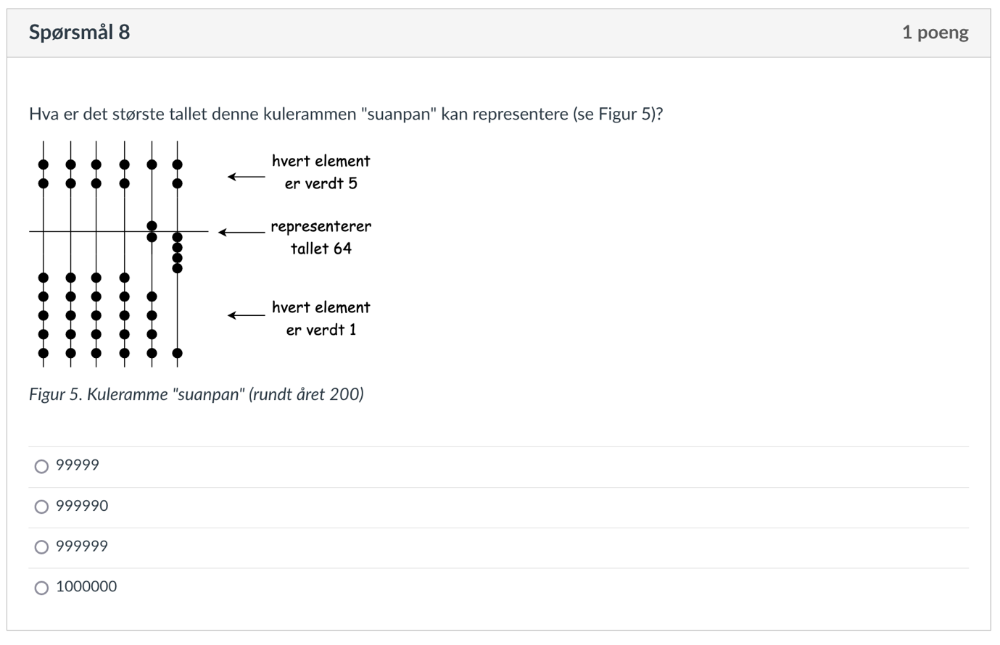 Spørsmål 8
1 poeng
Hva er det største tallet denne kulerammen "suanpan" kan representere (se Figur 5)?
hvert element
er verdt 5
representerer
tallet 64
hvert element
er verdt 1
Figur 5. Kuleramme "suanpan" (rundt året 200)
99999
999990
999999
1000000